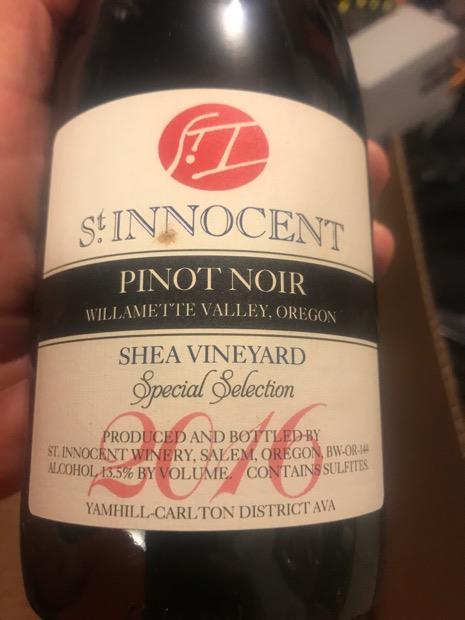 St. I
St. INNOCENT
PINOT NOIR
WILLAMETTE VALLEY, OREGON
SHEA VINEYARD
Special Selection
2016
PRODUCED AND BOTTLED BY
ST. INNOCENT WINERY, SALEM, OREGON, BW-OR-144
ALCOHOL 13.5% BY VOLUME. CONTAINS SULFITES.
YAMHILL-CARLTON DISTRICT AVA